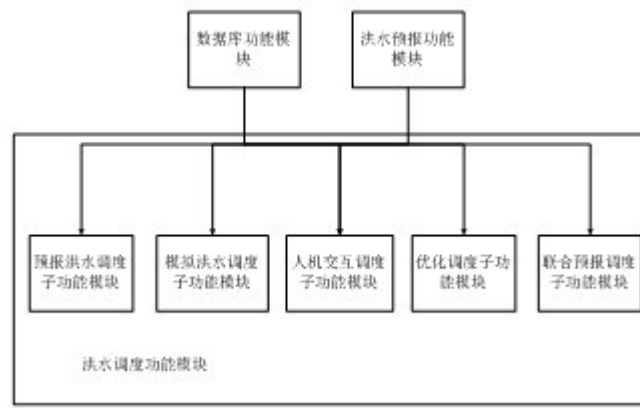 数据库功能模
块
洪水预报功能
模块
预报洪水调度
子功能模块
模拟洪水调度
子功能模块
人机交互调度
子功能模块
优化调度子功
能模块
联合预报调度
子功能模块
洪水调度功能模块